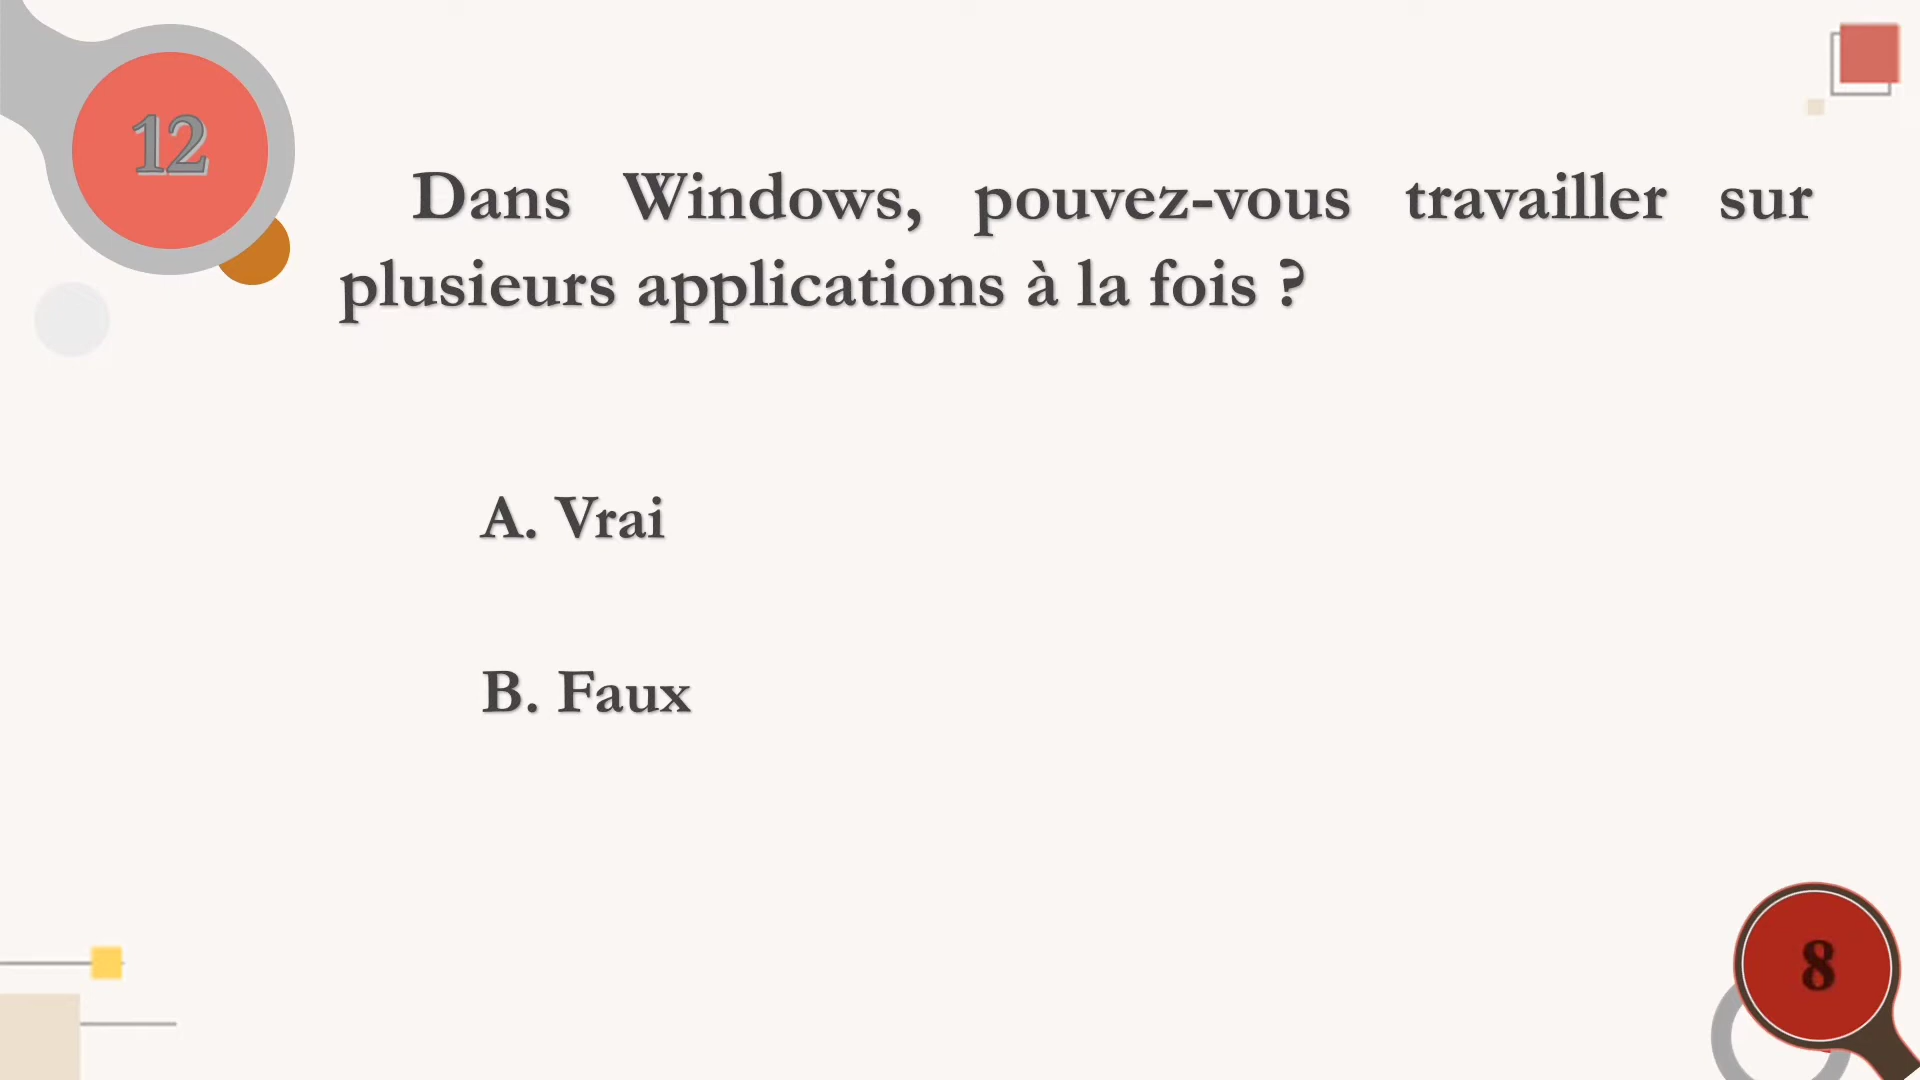 12
Dans Windows, pouvez-vous travailler sur
plusieurs applications à la fois ?
A. Vrai
B. Faux
8